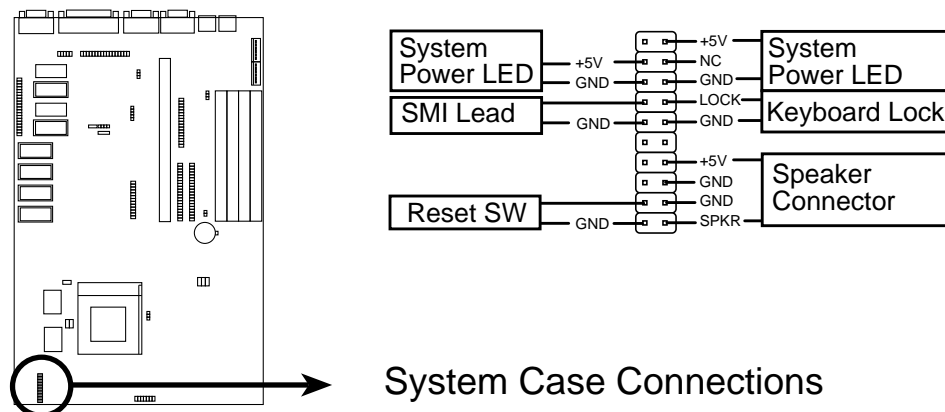 System
Power LED
+5V
GND
SMI Lead
GND
Reset SW
GND
+5V
NC
GND
LOCK
GND
+5V
GND
GND
SPKR
System
Power LED
Keyboard Lock
Speaker
Connector
System Case Connections